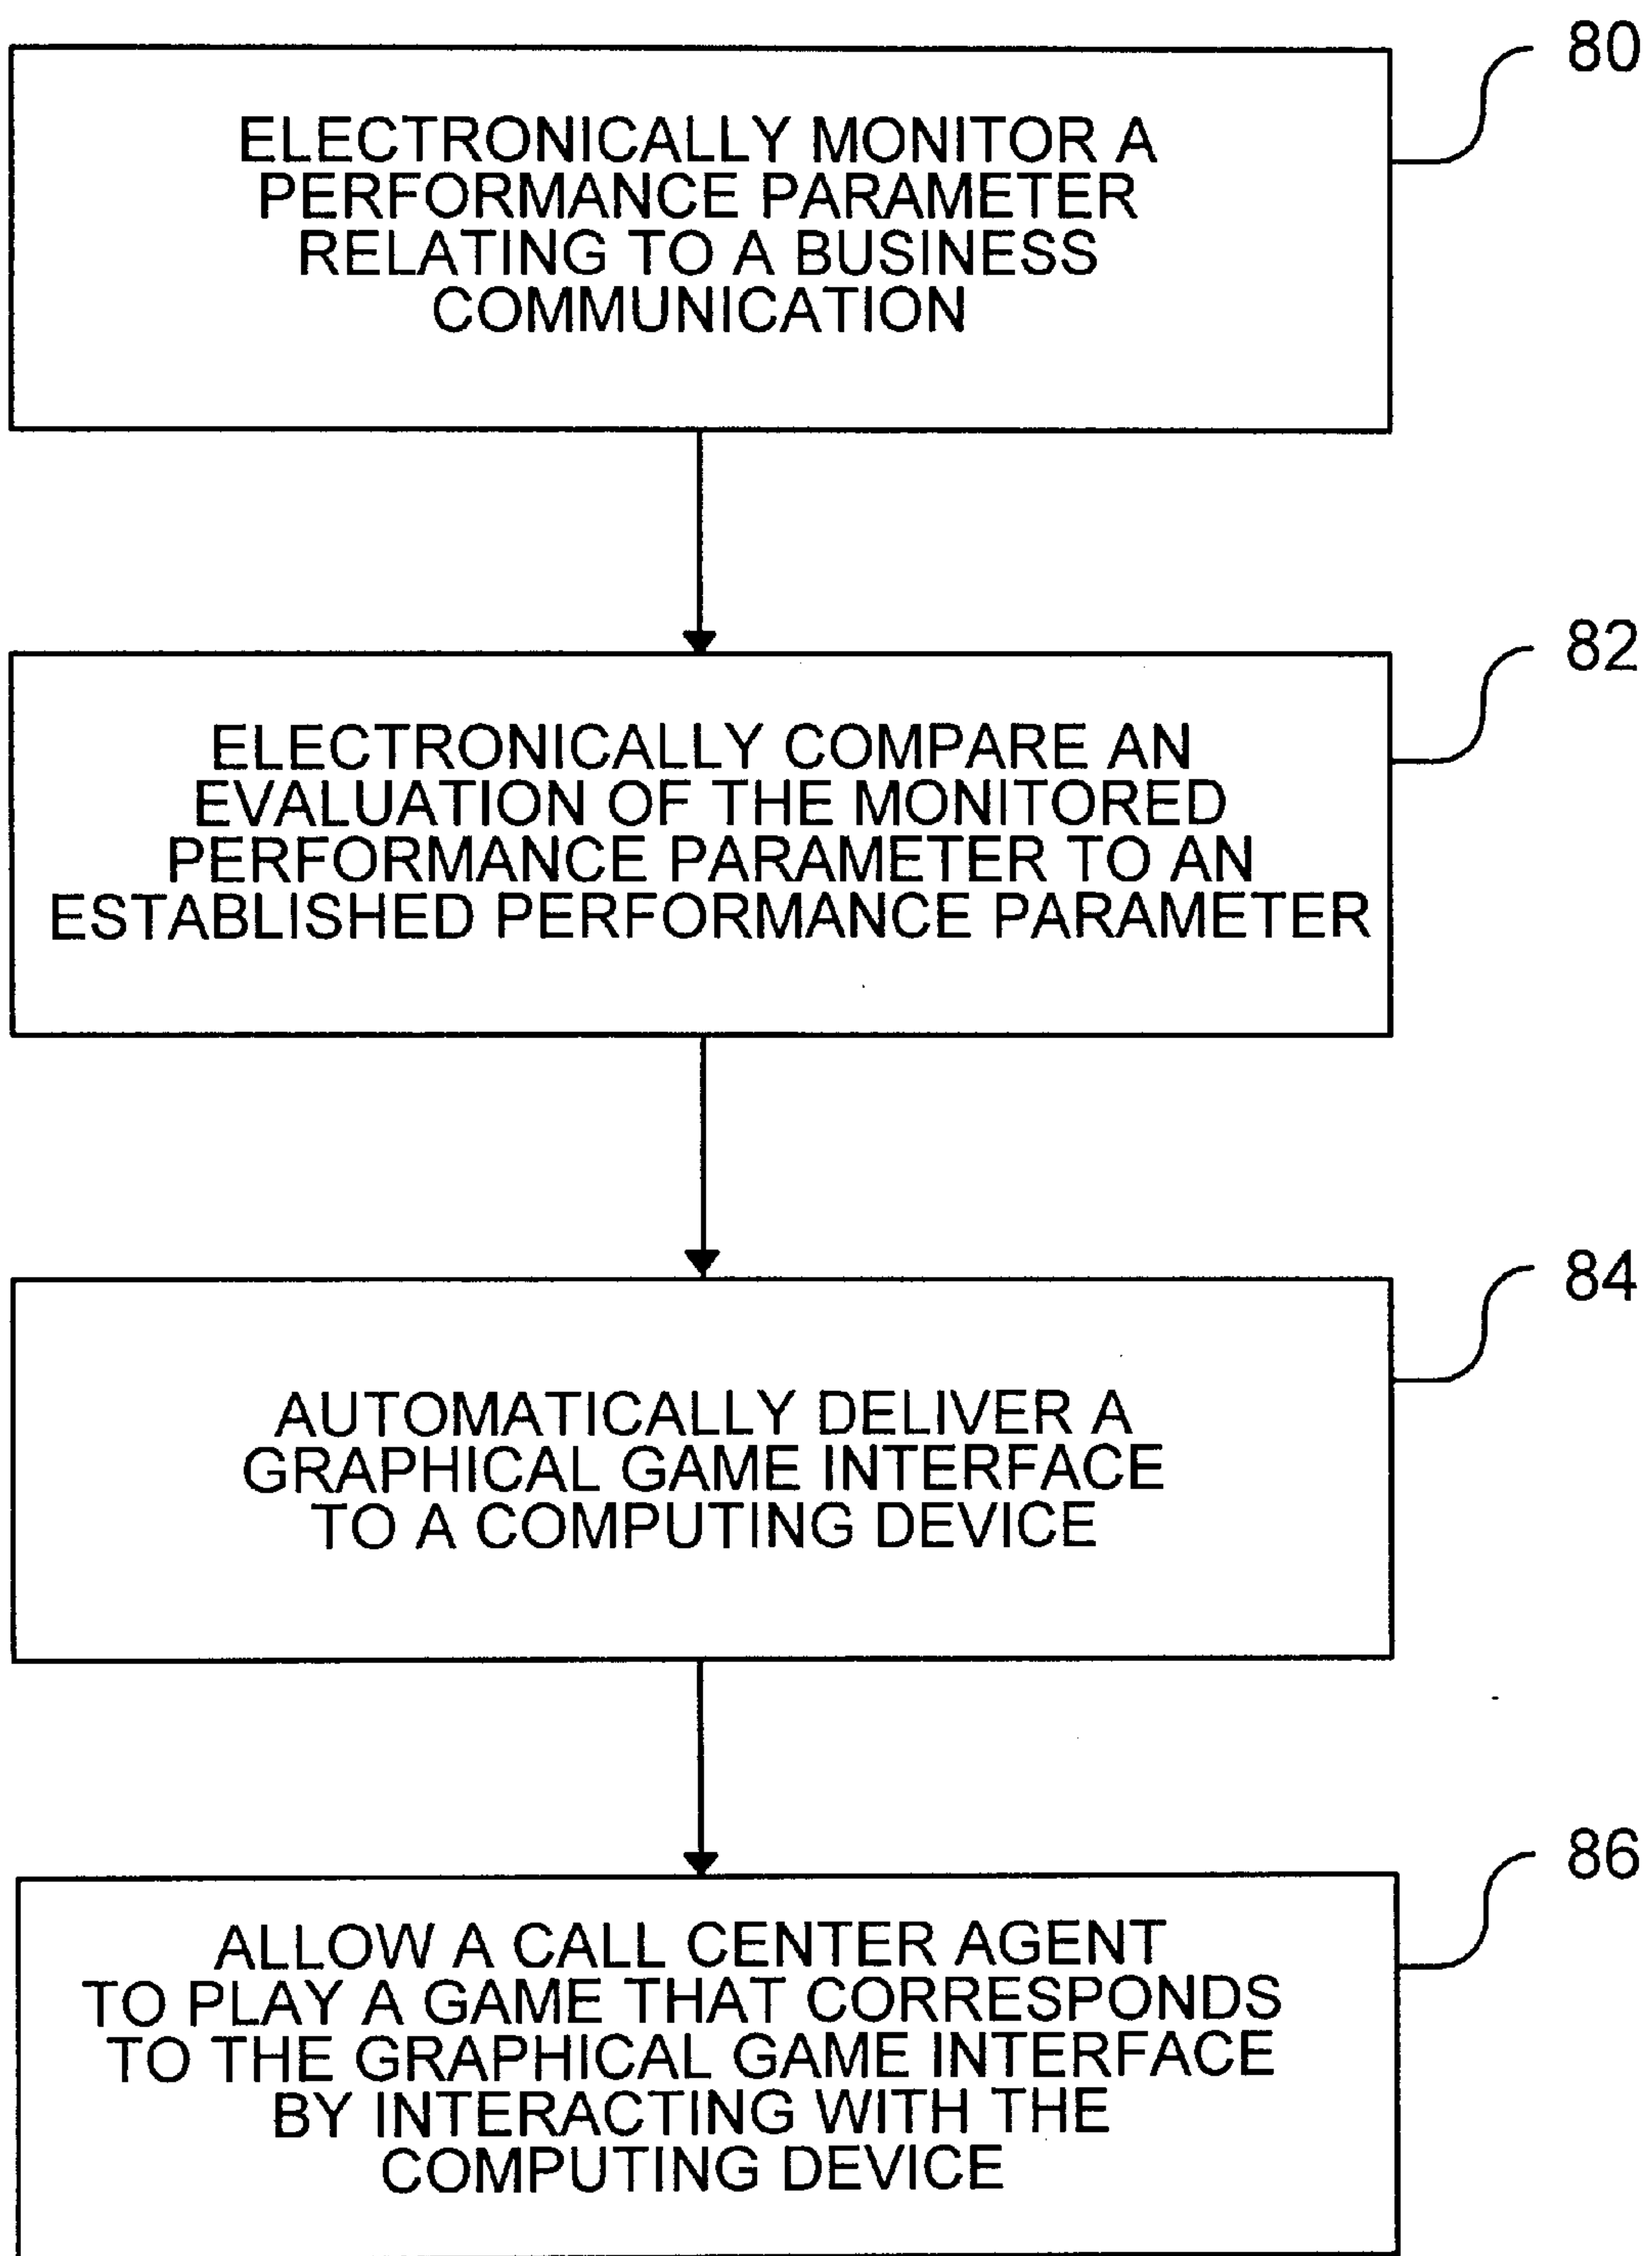 80
ELECTRONICALLY MONITOR A
PERFORMANCE PARAMETER
RELATING TO A BUSINESS
COMMUNICATION
82
ELECTRONICALLY COMPARE AN
EVALUATION OF THE MONITORED
PERFORMANCE PARAMETER TO AN
ESTABLISHED PERFORMANCE PARAMETER
84
AUTOMATICALLY DELIVER A
GRAPHICAL GAME INTERFACE
TO A COMPUTING DEVICE
86
ALLOW A CALL CENTER AGENT
TO PLAY A GAME THAT CORRESPONDS
TO THE GRAPHICAL GAME INTERFACE
BY INTERACTING WITH THE
COMPUTING DEVICE